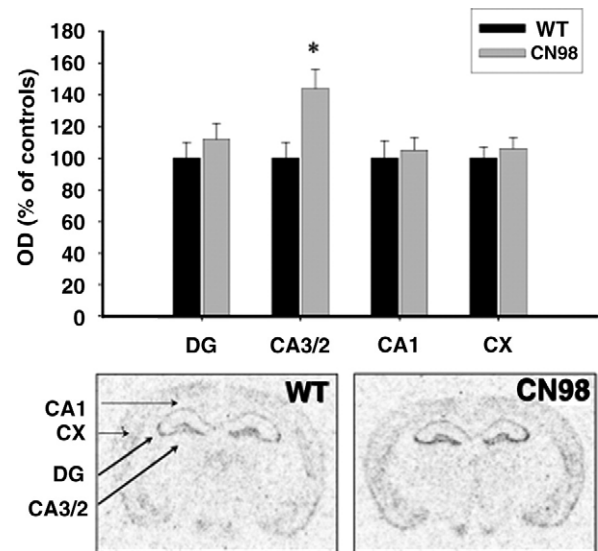 180
160
140
120
100
80
60
40
20
0
OD (% of controls)
*
WT
CN98
DG CA3/2 CA1 CX
WT
CN98
CA1
CX
DG
CA3/2